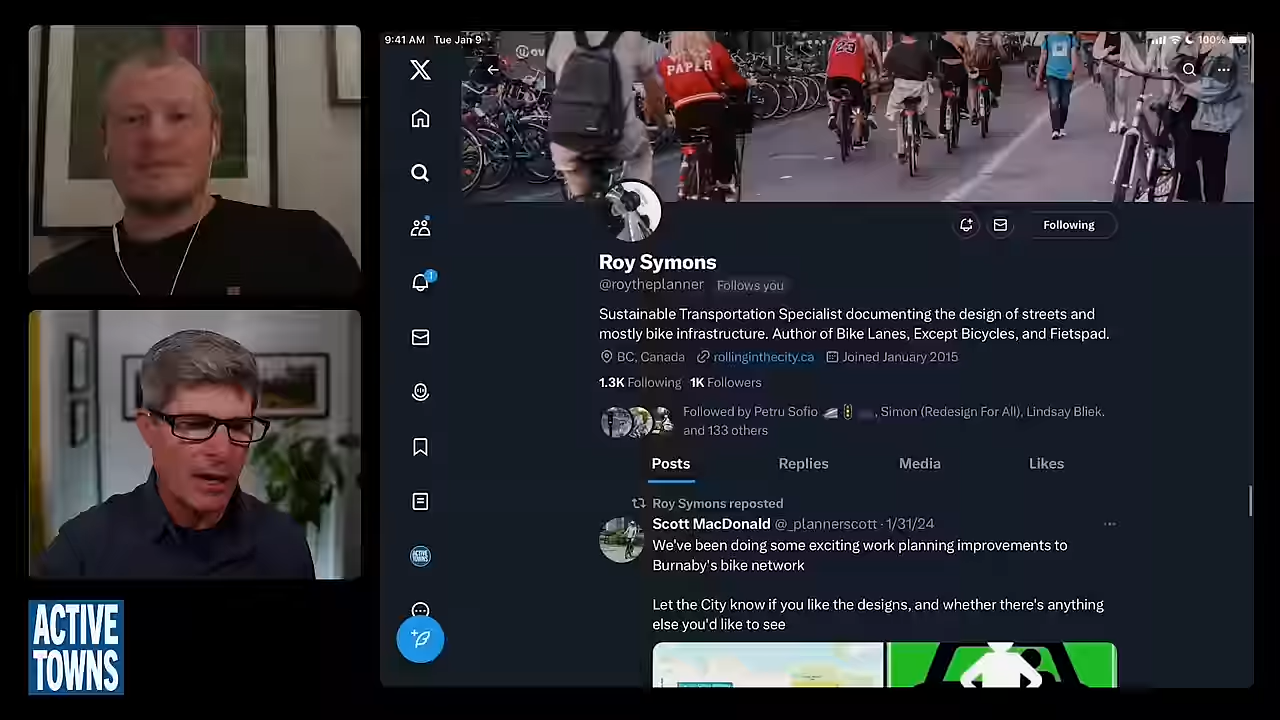 9:41 AM Tue Jan 9
100%
PAPER
23
Following
Roy Symons
@roytheplanner Follows you
Sustainable Transportation Specialist documenting the design of streets and
mostly bike infrastructure. Author of Bike Lanes, Except Bicycles, and Fietspad.
BC, Canada rollinginthecity.ca Joined January 2015
1.3K Following 1K Followers
Followed by Petru Sofio , Simon (Redesign For All), Lindsay Bliek.
and 133 others
Posts Replies Media Likes
Roy Symons reposted
Scott MacDonald @_plannerscott · 1/31/24
We've been doing some exciting work planning improvements to
Burnaby's bike network
Let the City know if you like the designs, and whether there's anything
else you'd like to see
1
ACTIVE
TOWNS
ACTIVE
TOWNS